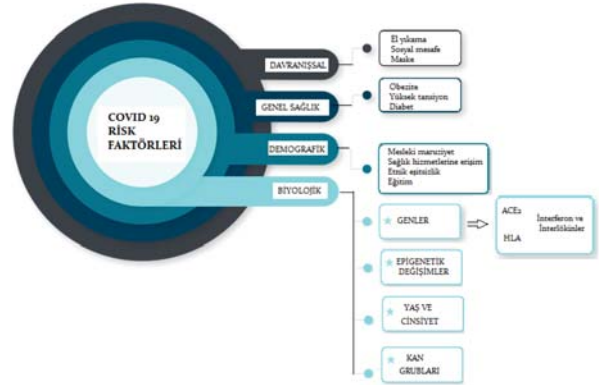 COVID 19
RİSK
FAKTÖRLERİ
DAVRANIŞSAL
El yıkama
Sosyal mesafe
Maske
GENEL SAĞLIK
Obezite
Yüksek tansiyon
Diabet
DEMOGRAFİK
Mesleki maruziyet
Sağlık hizmetlerine erişim
Etnik eşitsizlik
Eğitim
BİYOLOJİK
GENLER
ACE2
İnterferon ve
İnterlökinler
HLA
EPİGENETİK
DEĞİŞİMLER
YAŞ VE
CİNSİYET
KAN
GRUBLARI